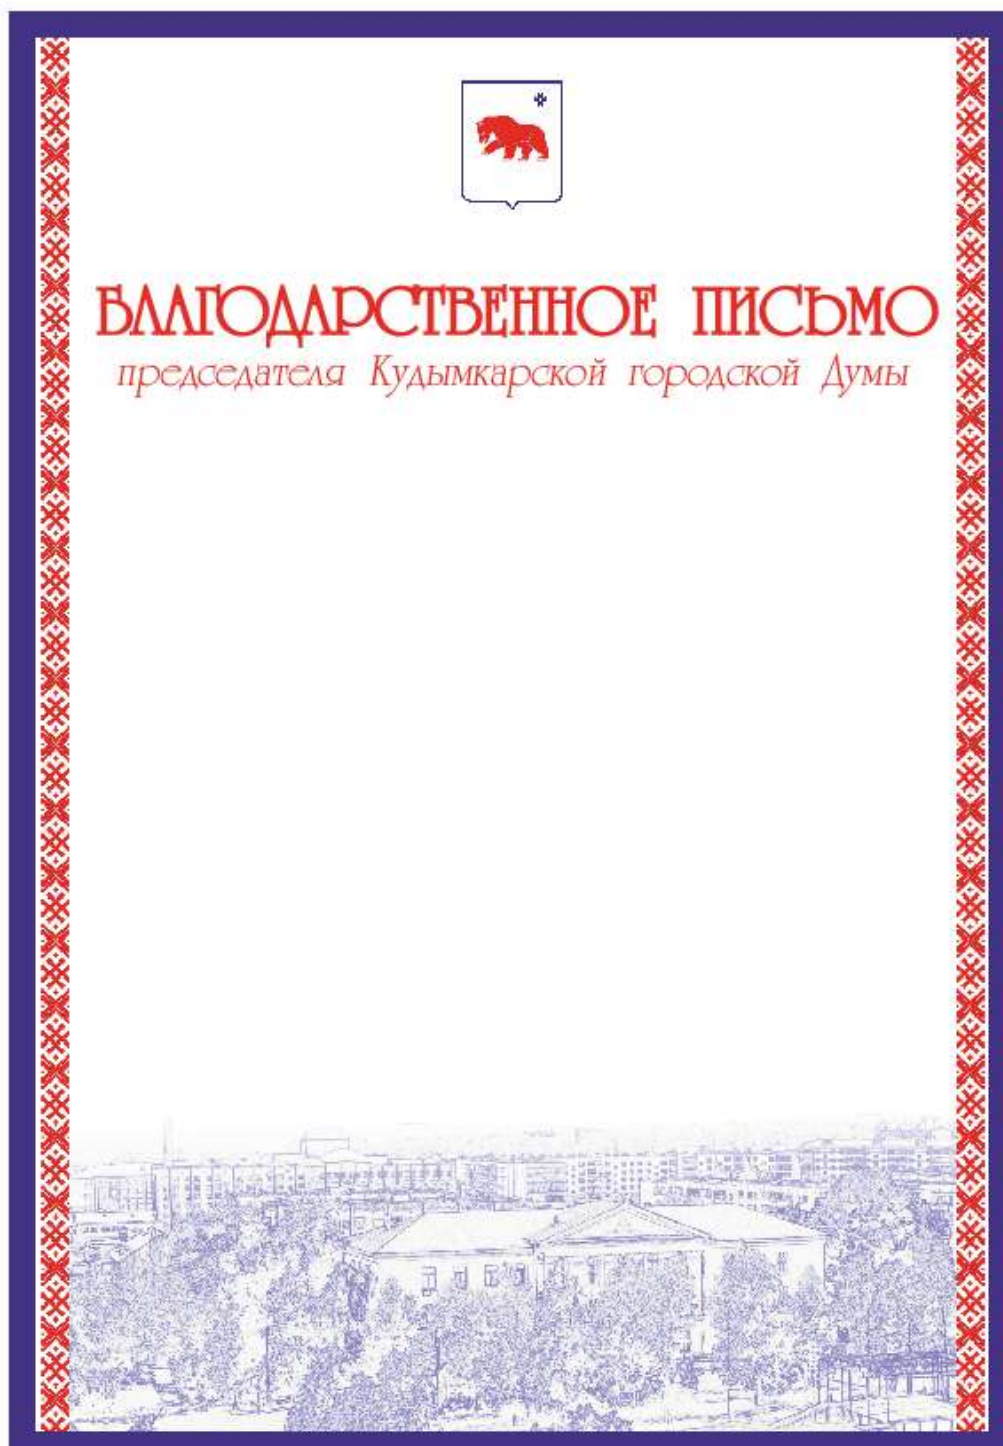 БЛАГОДАРСТВЕННОЕ ПИСЬМО
председателя Кудымкарской городской Думы